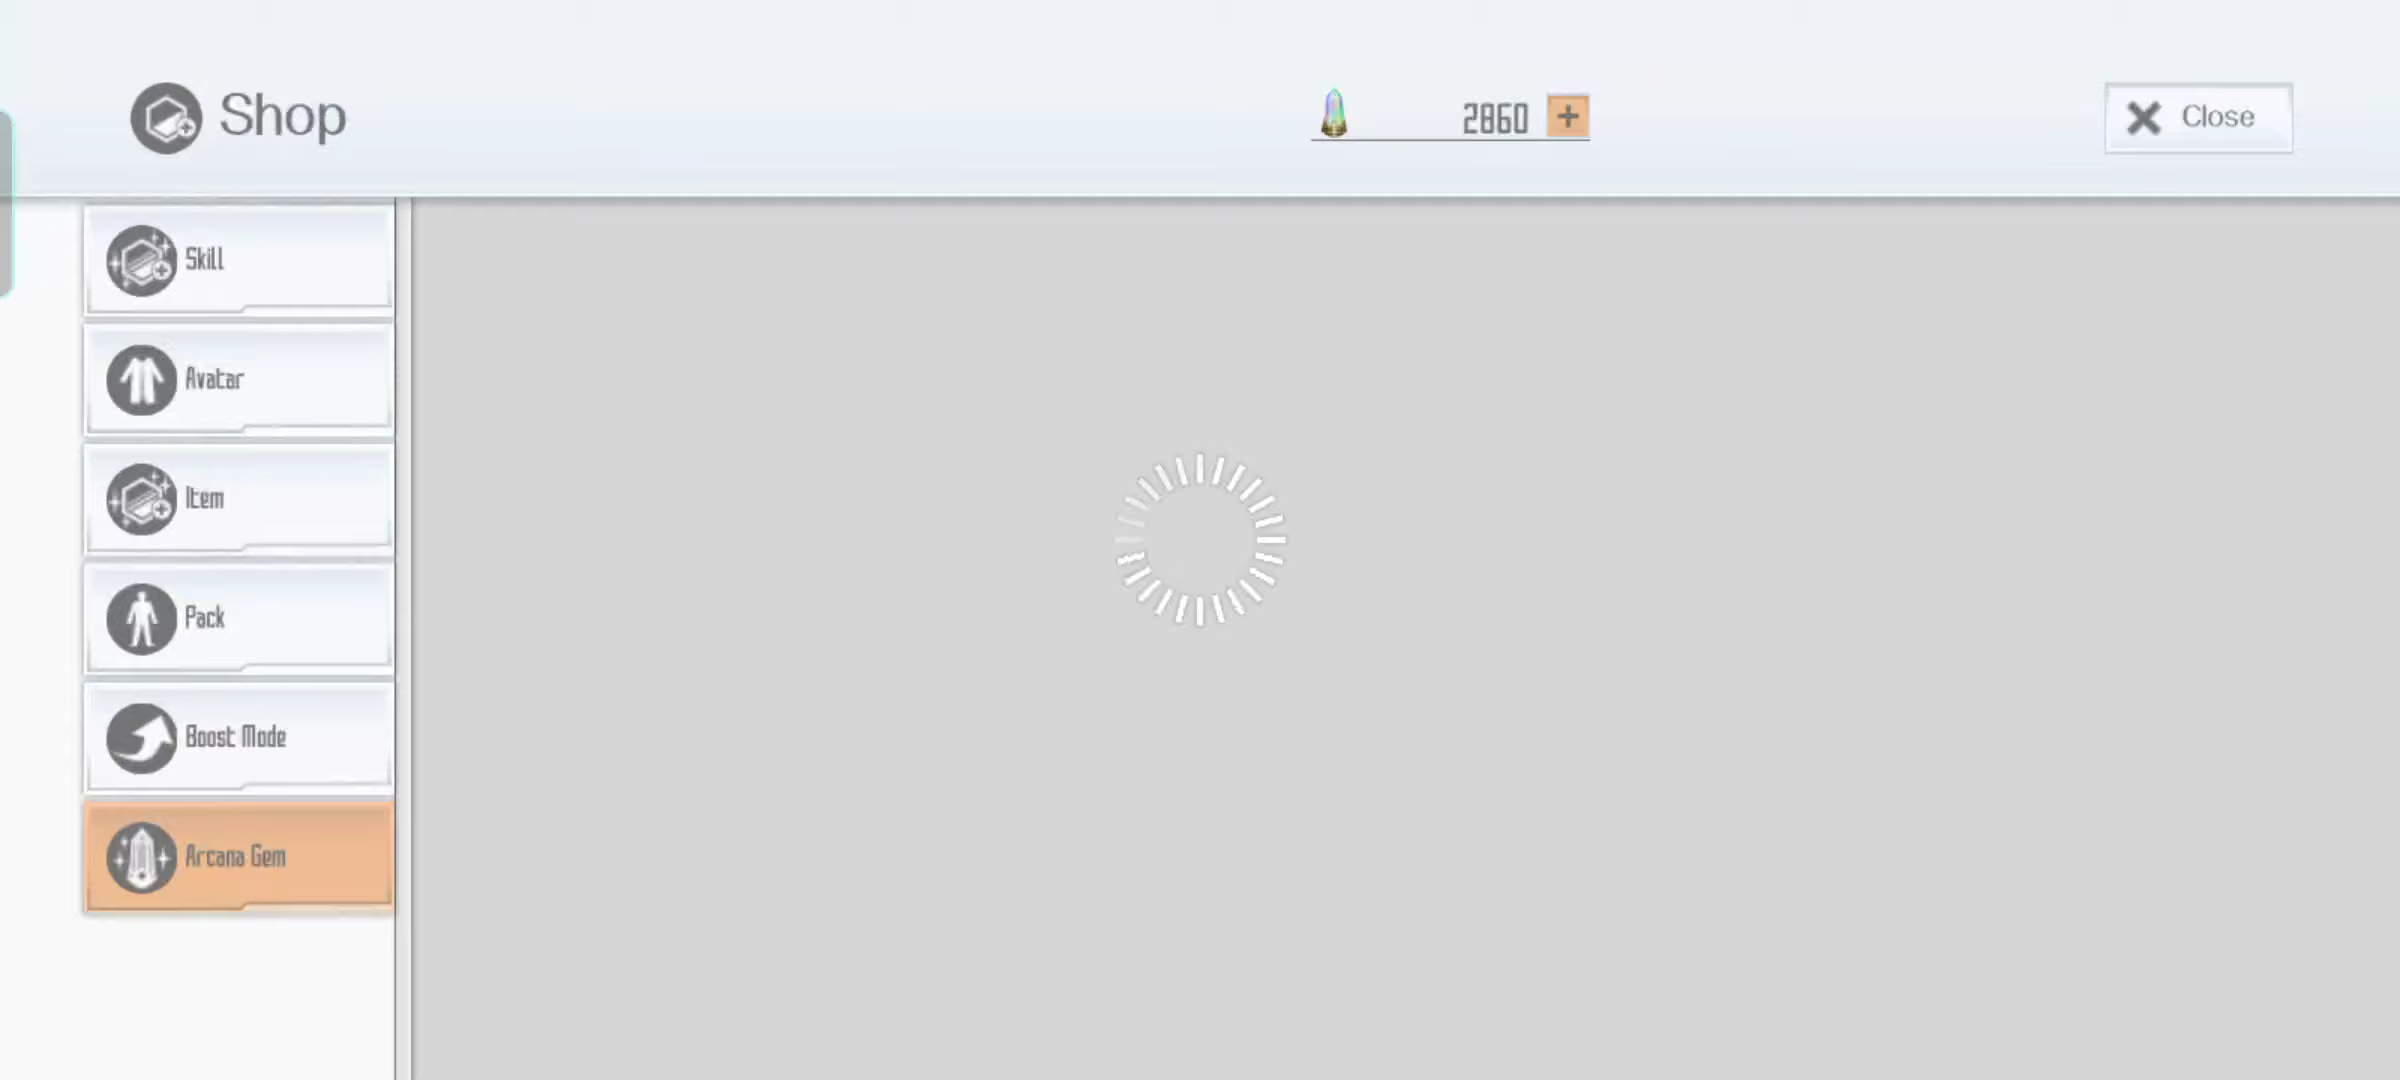 Shop
2860
Close
Skill
Avatar
Item
Pack
Boost Mode
Arcana Gem